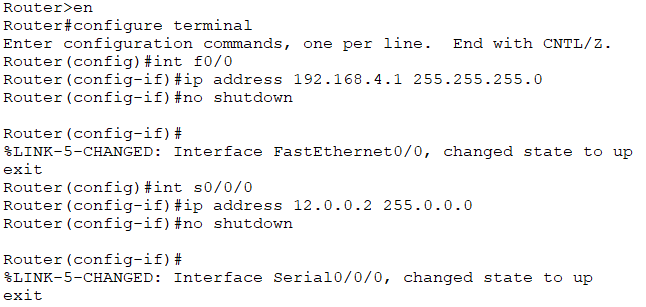 Router>en
Router#configure terminal
Enter configuration commands, one per line.  End with CNTL/Z.
Router(config)#int f0/0
Router(config-if)#ip address 192.168.4.1 255.255.255.0
Router(config-if)#no shutdown

Router(config-if)#
%LINK-5-CHANGED: Interface FastEthernet0/0, changed state to up
exit
Router(config)#int s0/0/0
Router(config-if)#ip address 12.0.0.2 255.0.0.0
Router(config-if)#no shutdown

Router(config-if)#
%LINK-5-CHANGED: Interface Serial0/0/0, changed state to up
exit